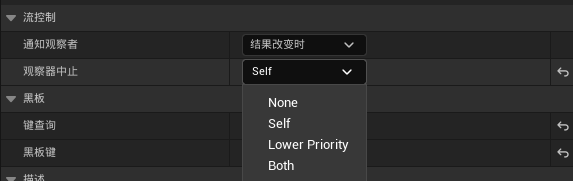 流控制
通知观察者 结果改变时
观察器中止 Self
None
黑板
Self
键查询
Lower Priority
黑板键
Both
描述